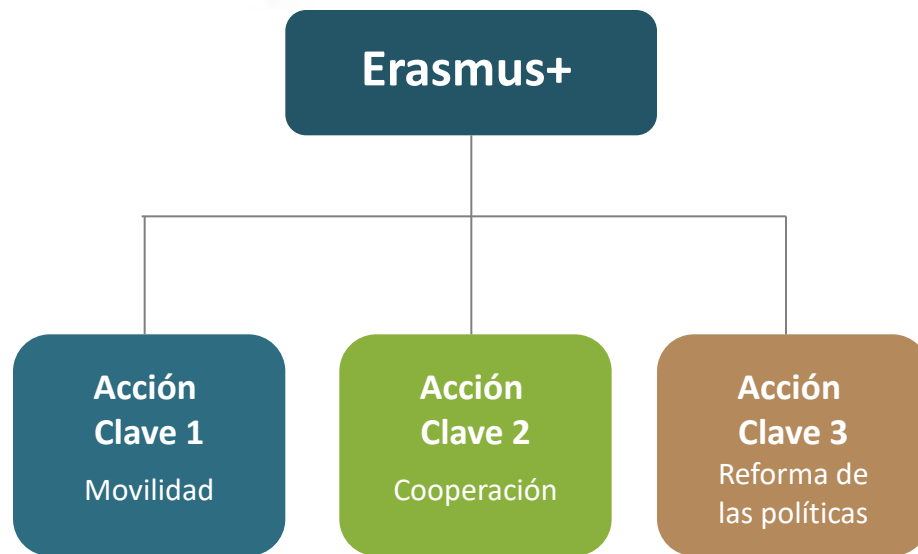 Erasmus+
Acción
Clave 1
Movilidad
Acción
Clave 2
Cooperación
Acción
Clave 3
Reforma de
las políticas